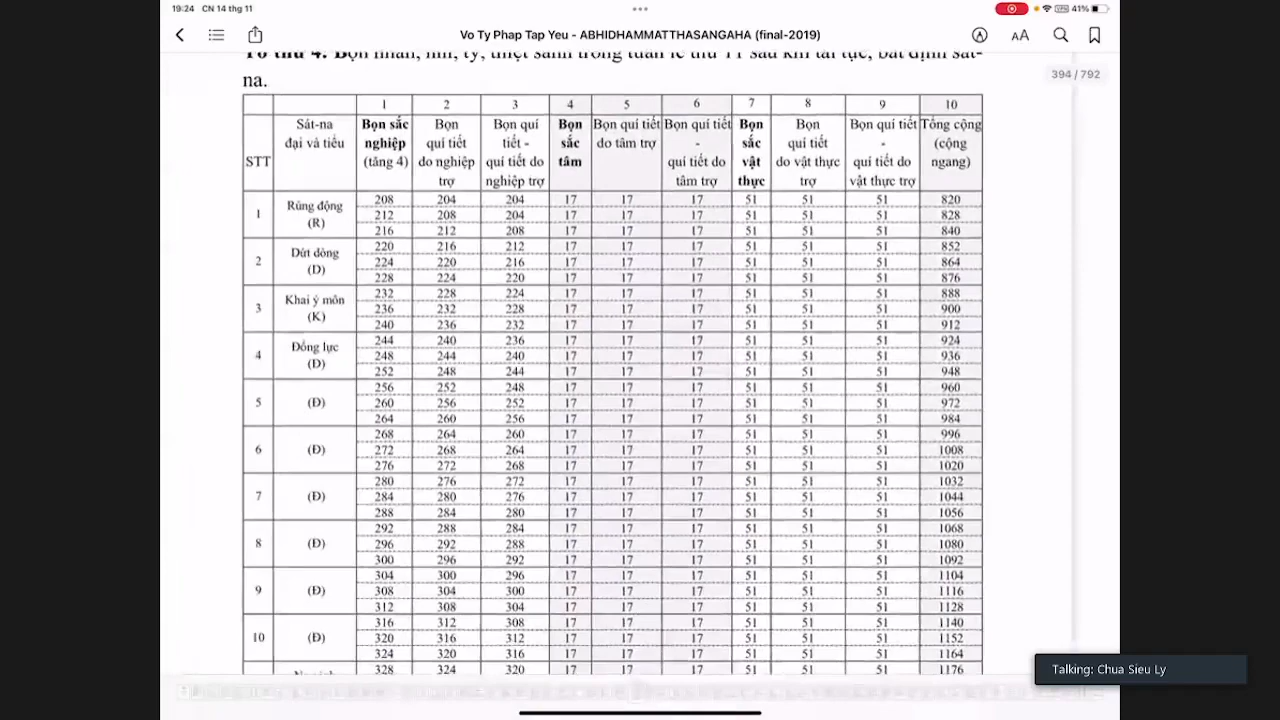 19:24 CN 14 thg 11
41%
Vo Ty Phap Tap Yeu - ABHIDHAMMATTHASANGAHA (final-2019)
AA
394 / 792
na.
1 2 3 4 5 6 7 8 9 10
STT | Sát-na đại và tiểu | Bọn sắc nghiệp (tăng 4) | Bọn quí tiết do nghiệp trợ | Bọn quí tiết - quí tiết do nghiệp trợ | Bọn sắc tâm | Bọn quí tiết do tâm trợ | Bọn quí tiết - quí tiết do tâm trợ | Bọn sắc vật thực | Bọn quí tiết do vật thực trợ | Bọn quí tiết - quí tiết do vật thực trợ | Tổng cộng (cộng ngang)
1 Rúng động (R)
208 204 204 17 17 17 51 51 51 820
212 208 204 17 17 17 51 51 51 828
216 212 208 17 17 17 51 51 51 840
2 Dứt dòng (D)
220 216 212 17 17 17 51 51 51 852
224 220 216 17 17 17 51 51 51 864
228 224 220 17 17 17 51 51 51 876
3 Khai ý môn (K)
232 228 224 17 17 17 51 51 51 888
236 232 228 17 17 17 51 51 51 900
240 236 232 17 17 17 51 51 51 912
4 Đổng lực (Đ)
244 240 236 17 17 17 51 51 51 924
248 244 240 17 17 17 51 51 51 936
252 248 244 17 17 17 51 51 51 948
5 (Đ)
256 252 248 17 17 17 51 51 51 960
260 256 252 17 17 17 51 51 51 972
264 260 256 17 17 17 51 51 51 984
6 (Đ)
268 264 260 17 17 17 51 51 51 996
272 268 264 17 17 17 51 51 51 1008
276 272 268 17 17 17 51 51 51 1020
7 (Đ)
280 276 272 17 17 17 51 51 51 1032
284 280 276 17 17 17 51 51 51 1044
288 284 280 17 17 17 51 51 51 1056
8 (Đ)
292 288 284 17 17 17 51 51 51 1068
296 292 288 17 17 17 51 51 51 1080
300 296 292 17 17 17 51 51 51 1092
9 (Đ)
304 300 296 17 17 17 51 51 51 1104
308 304 300 17 17 17 51 51 51 1116
312 308 304 17 17 17 51 51 51 1128
10 (Đ)
316 312 308 17 17 17 51 51 51 1140
320 316 312 17 17 17 51 51 51 1152
324 320 316 17 17 17 51 51 51 1164
328 324 320 17 17 17 51 51 51 1176
Talking: Chua Sieu Ly